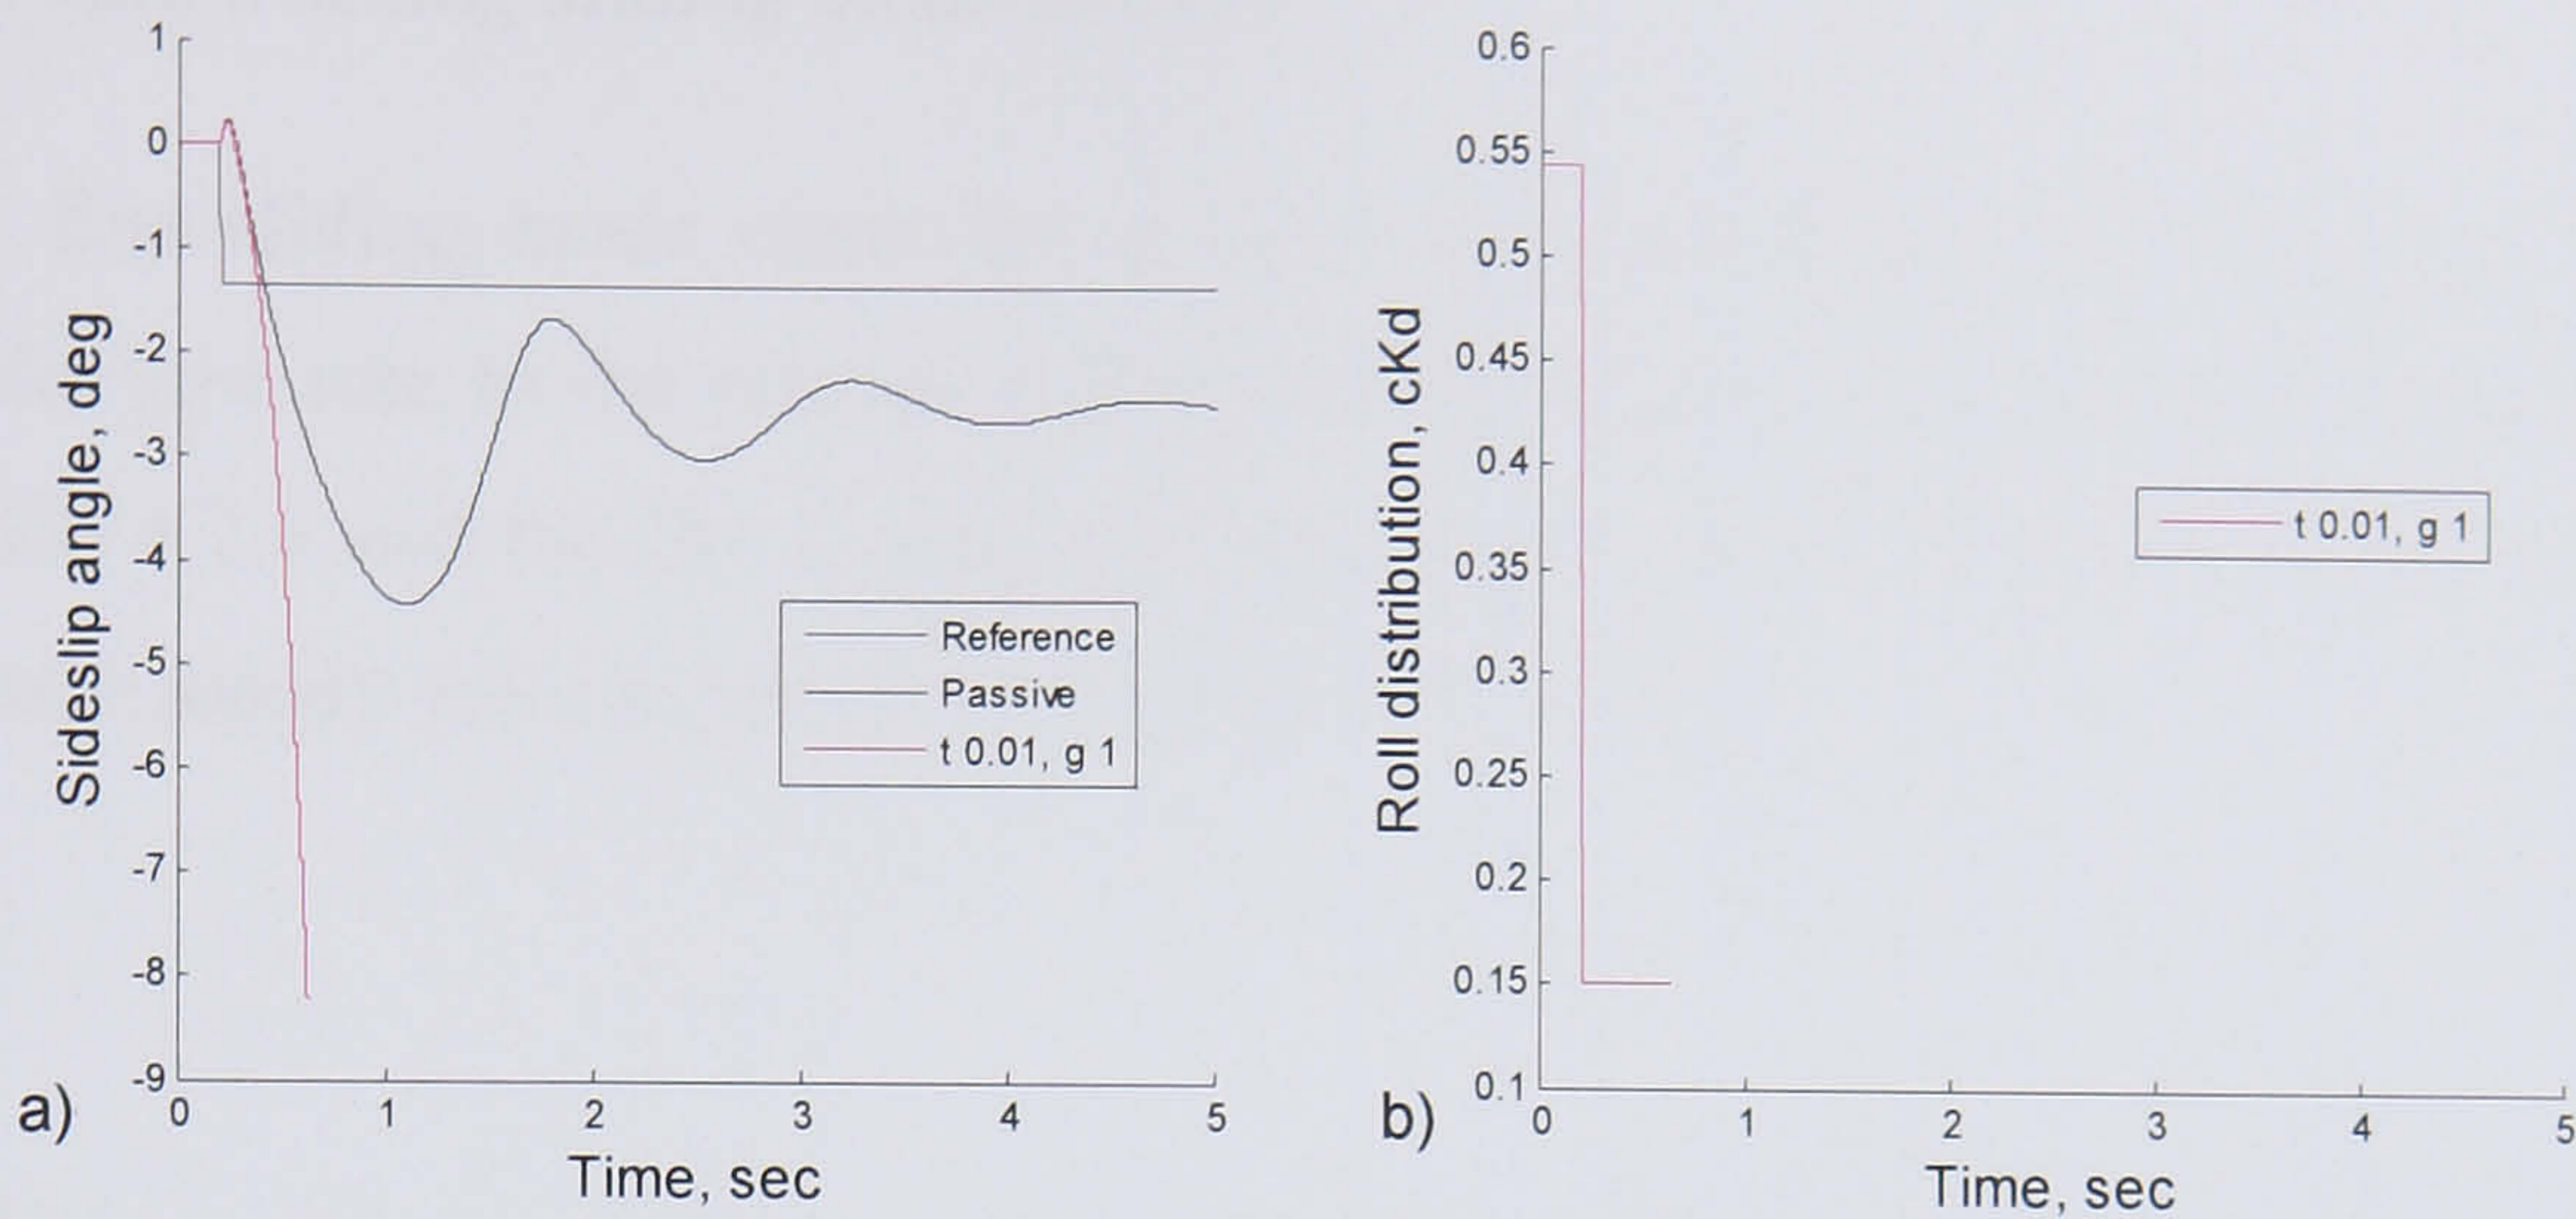 1
0
-1
-2
-3
-4
-5
-6
-7
-8
-9
Sideslip angle, deg
0 1 2 3 4 5
Time, sec
Reference
Passive
t 0.01, g 1
a)
0.6
0.55
0.5
0.45
0.4
0.35
0.3
0.25
0.2
0.15
0.1
Roll distribution, cKd
0 1 2 3 4 5
Time, sec
t 0.01, g 1
b)